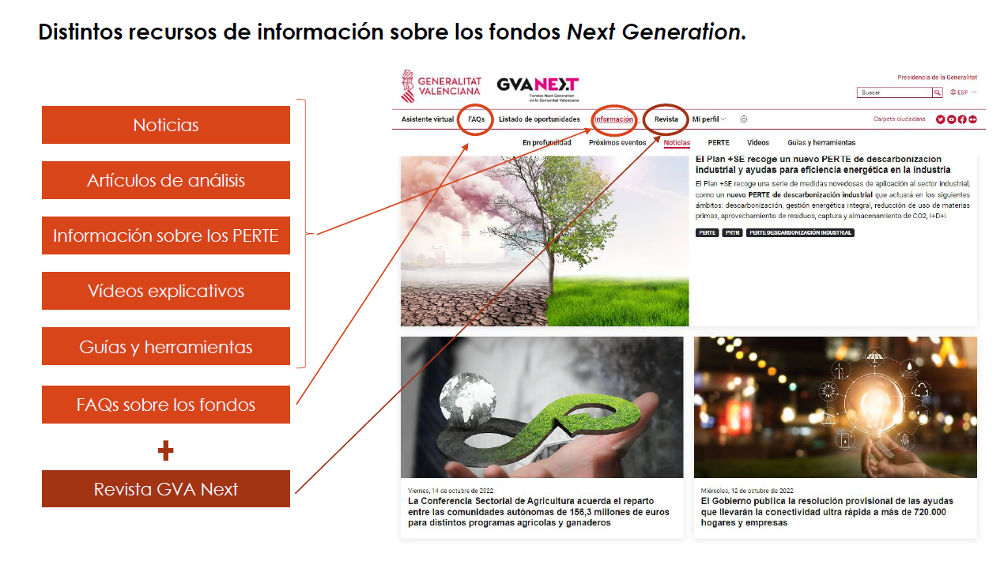 Distintos recursos de información sobre los fondos Next Generation.
Noticias
Artículos de análisis
Información sobre los PERTE
Vídeos explicativos
Guías y herramientas
FAQs sobre los fondos
+
Revista GVA Next
GENERALITAT
VALENCIANA
GVANEXT
Fondos Next Generation
en la Comunitat Valenciana
Presidencia de la Generalitat
Buscar
ESP
Asistente virtual FAQs Listado de oportunidades Información Revista Mi perfil
Carpeta ciudadana
En profundidad Próximos eventos Noticias PERTE Vídeos Guías y herramientas
El Plan +SE recoge un nuevo PERTE de descarbonización
industrial y ayudas para eficiencia energética en la industria
El Plan +SE recoge una serie de medidas novedosas de aplicación al sector industrial,
como un nuevo PERTE de descarbonización industrial que actuará en los siguientes
ámbitos: descarbonización, gestión energética integral, reducción de uso de materias
primas, aprovechamiento de residuos, captura y almacenamiento de CO2, I+D+i.
PERTE PRTR PERTE DESCARBONIZACIÓN INDUSTRIAL
Viernes, 14 de octubre de 2022
La Conferencia Sectorial de Agricultura acuerda el reparto
entre las comunidades autónomas de 156,3 millones de euros
para distintos programas agrícolas y ganaderos
Miércoles, 12 de octubre de 2022
El Gobierno publica la resolución provisional de las ayudas
que llevarán la conectividad ultra rápida a más de 720.000
hogares y empresas